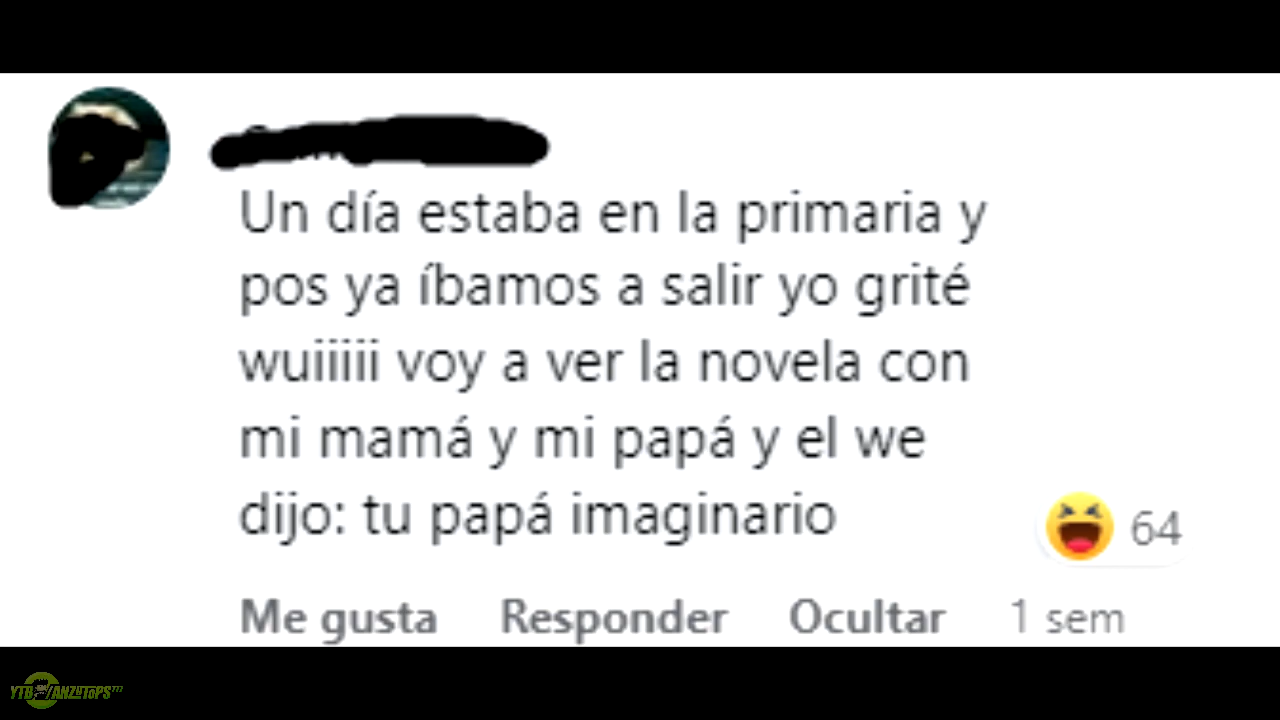 Un día estaba en la primaria y
pos ya íbamos a salir yo grité
wuiiiii voy a ver la novela con
mi mamá y mi papá y el we
dijo: tu papá imaginario
64
Me gusta Responder Ocultar 1 sem